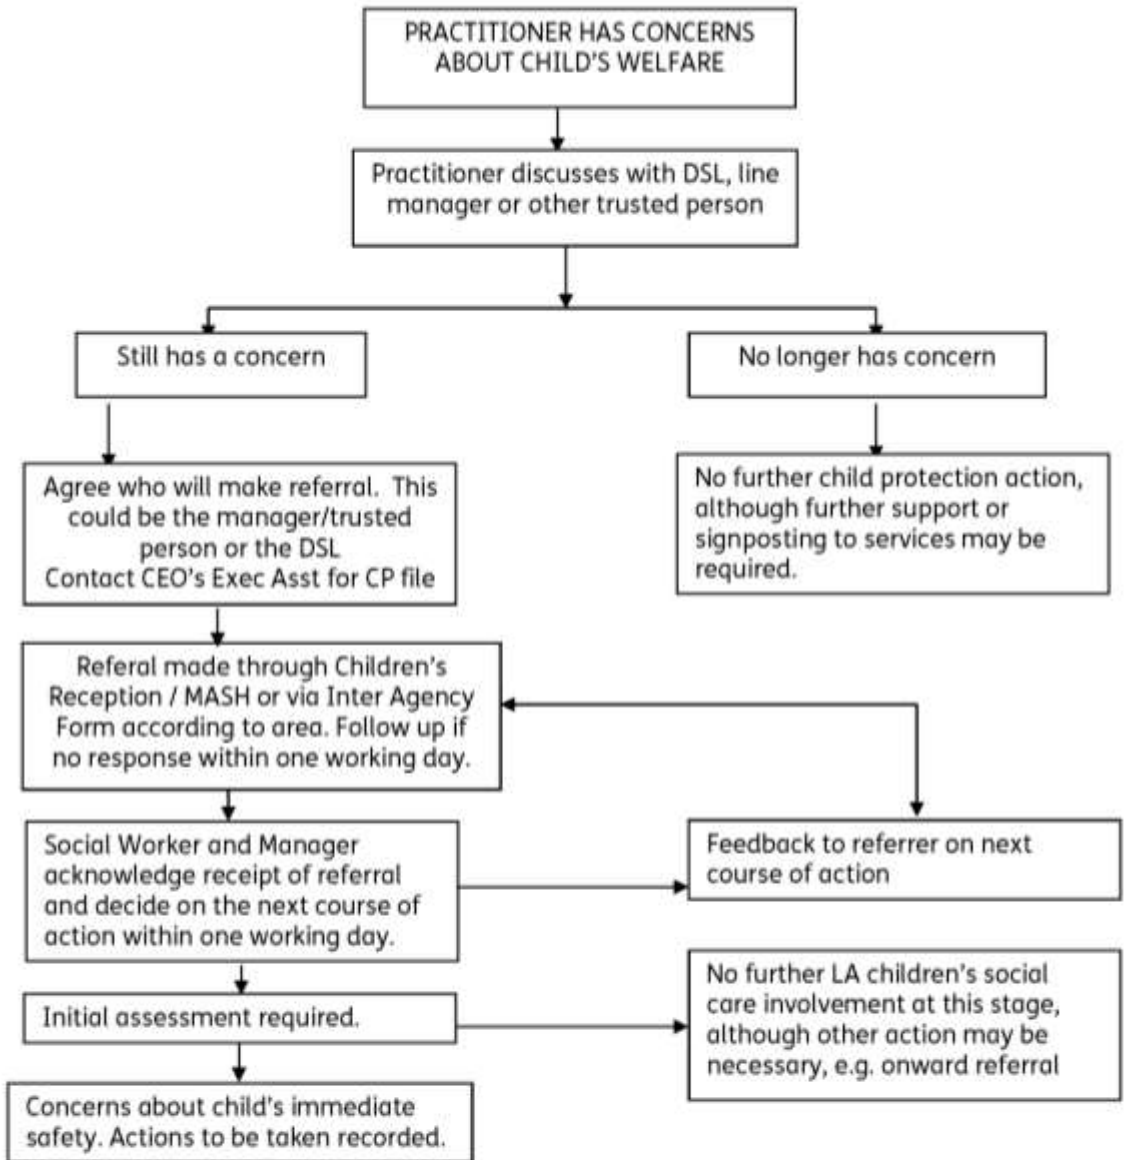 PRACTITIONER HAS CONCERNS
ABOUT CHILD'S WELFARE
Practitioner discusses with DSL, line
manager or other trusted person
Still has a concern
No longer has concern
Agree who will make referral. This
could be the manager/trusted
person or the DSL
Contact CEO's Exec Asst for CP file
No further child protection action,
although further support or
signposting to services may be
required.
Referal made through Children's
Reception / MASH or via Inter Agency
Form according to area. Follow up if
no response within one working day.
Social Worker and Manager
acknowledge receipt of referral
and decide on the next course of
action within one working day.
Feedback to referrer on next
course of action
Initial assessment required.
No further LA children's social
care involvement at this stage,
although other action may be
necessary, e.g. onward referral
Concerns about child's immediate
safety. Actions to be taken recorded.